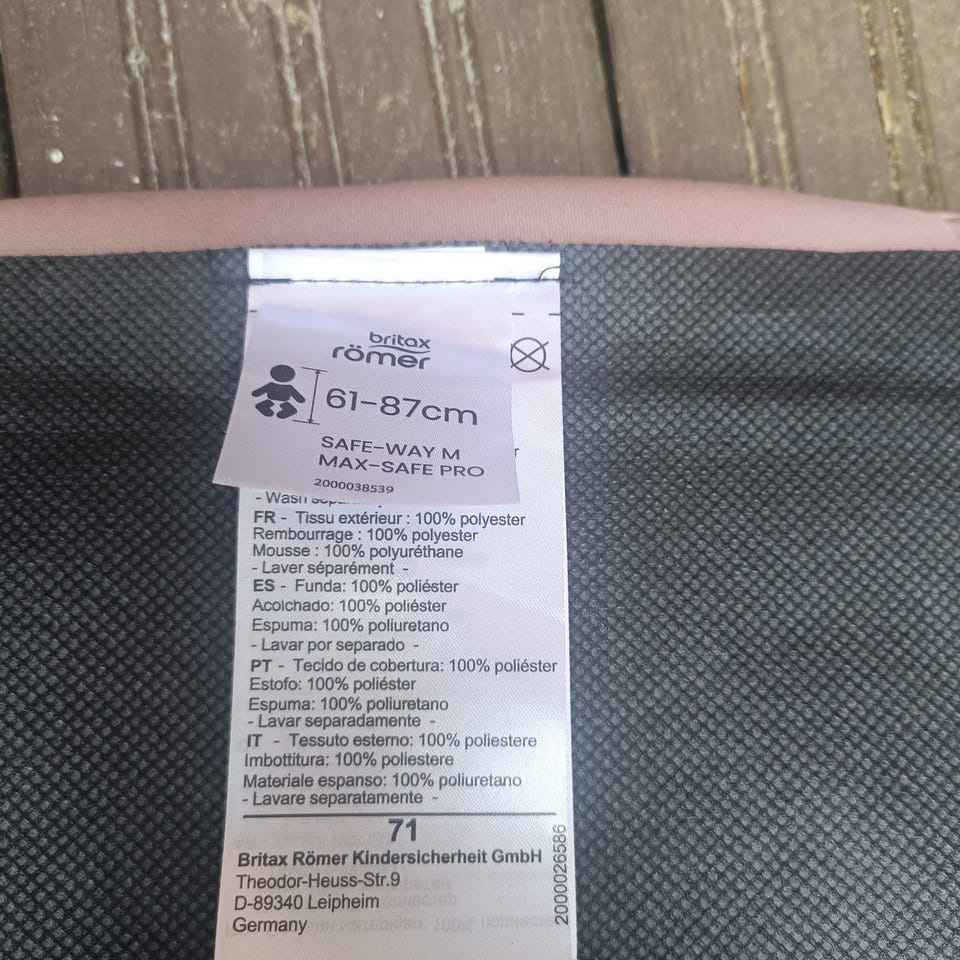 britax
römer
61-87cm
SAFE-WAY M
MAX-SAFE PRO
2000038539
- Wash
FR - Tissu extérieur : 100% polyester
Rembourrage : 100% polyester
Mousse : 100% polyuréthane
- Laver séparément -
ES - Funda: 100% poliéster
Acolchado: 100% poliéster
Espuma: 100% poliuretano
- Lavar por separado -
PT - Tecido de cobertura: 100% poliéster
Estofo: 100% poliéster
Espuma: 100% poliuretano
- Lavar separadamente -
IT - Tessuto esterno: 100% poliestere
Imbottitura: 100% poliestere
Materiale espanso: 100% poliuretano
- Lavare separatamente -
71
Britax Römer Kindersicherheit GmbH
Theodor-Heuss-Str.9
D-89340 Leipheim
Germany
2000026586